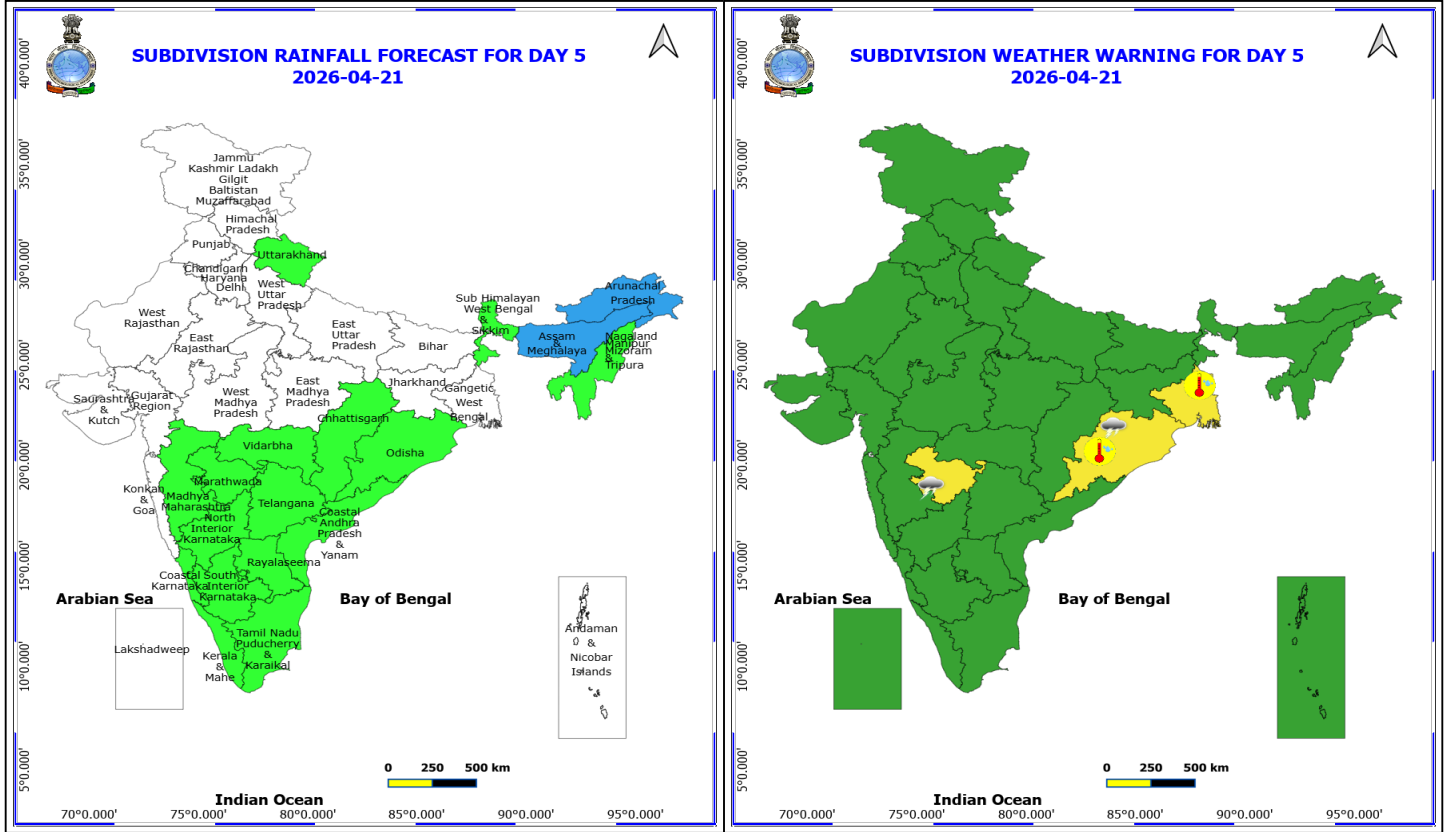 SUBDIVISION RAINFALL FORECAST FOR DAY 5
2026-04-21
40°0.000'
35°0.000'
30°0.000'
25°0.000'
20°0.000'
15°0.000'
10°0.000'
5°0.000'
Jammu
Kashmir Ladakh
Gilgit
Baltistan
Muzaffarabad
Himachal
Pradesh
Punjab
Uttarakhand
Chandigarh
Haryana
Delhi
West
Uttar
Pradesh
West
Rajasthan
East
Rajasthan
East
Uttar
Pradesh
Bihar
Sub Himalayan
West Bengal
&
Sikkim
Arunachal
Pradesh
Assam
&
Meghalaya
Nagaland
Manipur
Mizoram
&
Tripura
Saurashtra
&
Kutch
Gujarat
Region
West
Madhya
Pradesh
East
Madhya
Pradesh
Jharkhand
Gangetic
West
Bengal
Chhattisgarh
Vidarbha
Odisha
Konkan
&
Goa
Marathwada
Madhya
Maharashtra
Telangana
North
Interior
Karnataka
Coastal
Andhra
Pradesh
&
Yanam
Rayalaseema
Coastal
Karnataka
South
Interior
Karnataka
Arabian Sea
Bay of Bengal
Lakshadweep
Kerala
&
Mahe
Tamil Nadu
Puducherry
&
Karaikal
Andaman
&
Nicobar
Islands
0 250 500 km
Indian Ocean
70°0.000' 75°0.000' 80°0.000' 85°0.000' 90°0.000' 95°0.000'
SUBDIVISION WEATHER WARNING FOR DAY 5
2026-04-21
40°0.000'
35°0.000'
30°0.000'
25°0.000'
20°0.000'
15°0.000'
10°0.000'
5°0.000'
Arabian Sea
Bay of Bengal
0 250 500 km
Indian Ocean
70°0.000' 75°0.000' 80°0.000' 85°0.000' 90°0.000' 95°0.000'